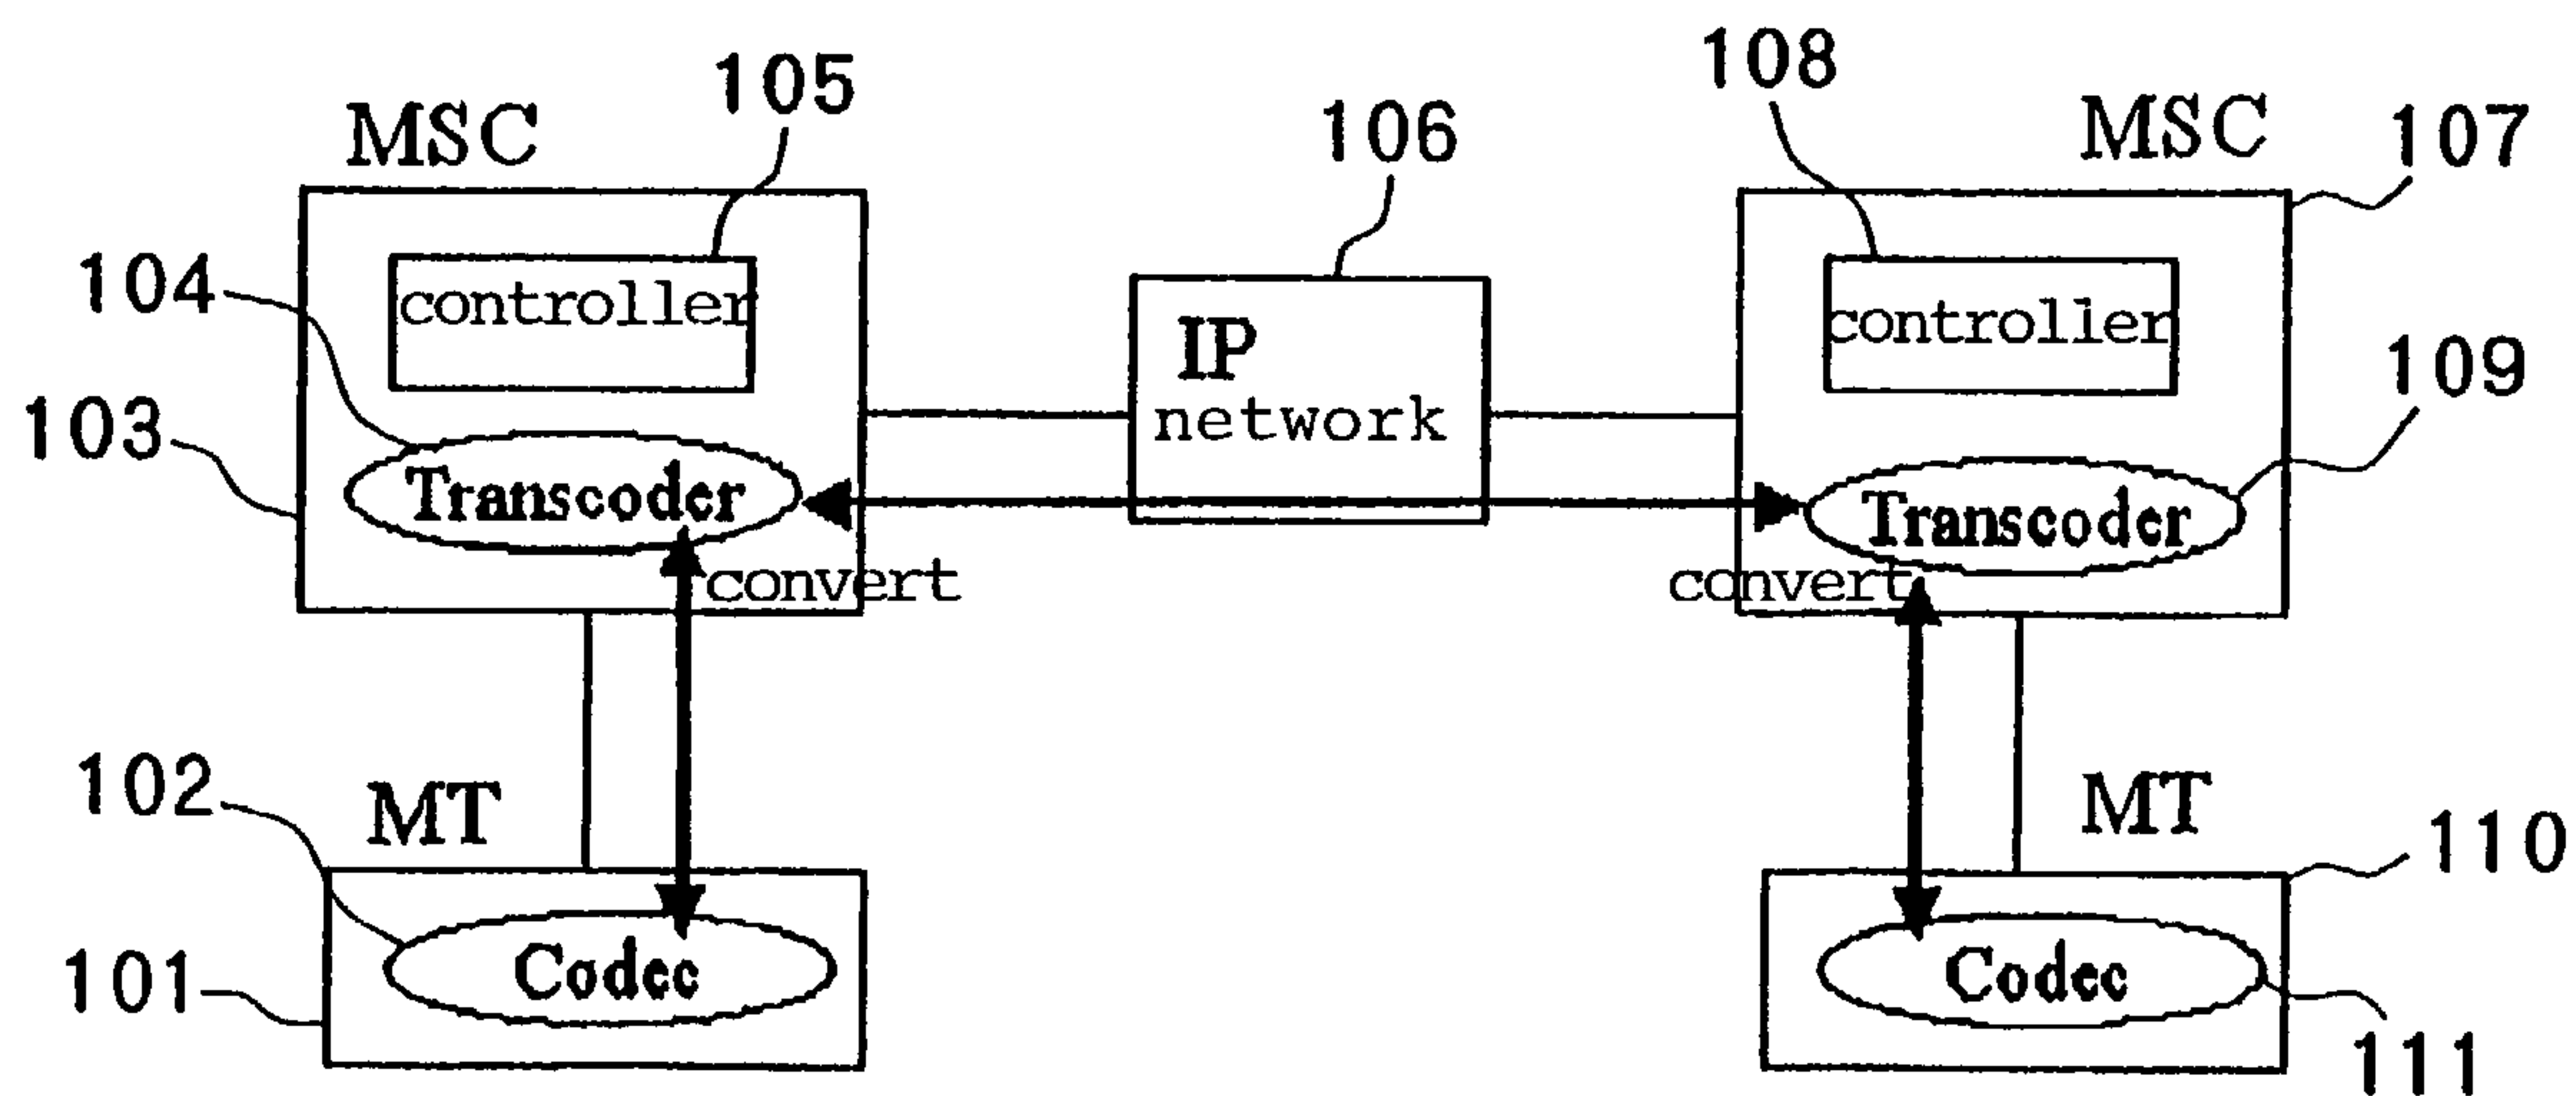 105
108
MSC
106
MSC
107
104
controller
controller
IP
network
109
103
Transcoder
Transcoder
convert
convert
102
MT
MT
110
101
Codec
Codec
111